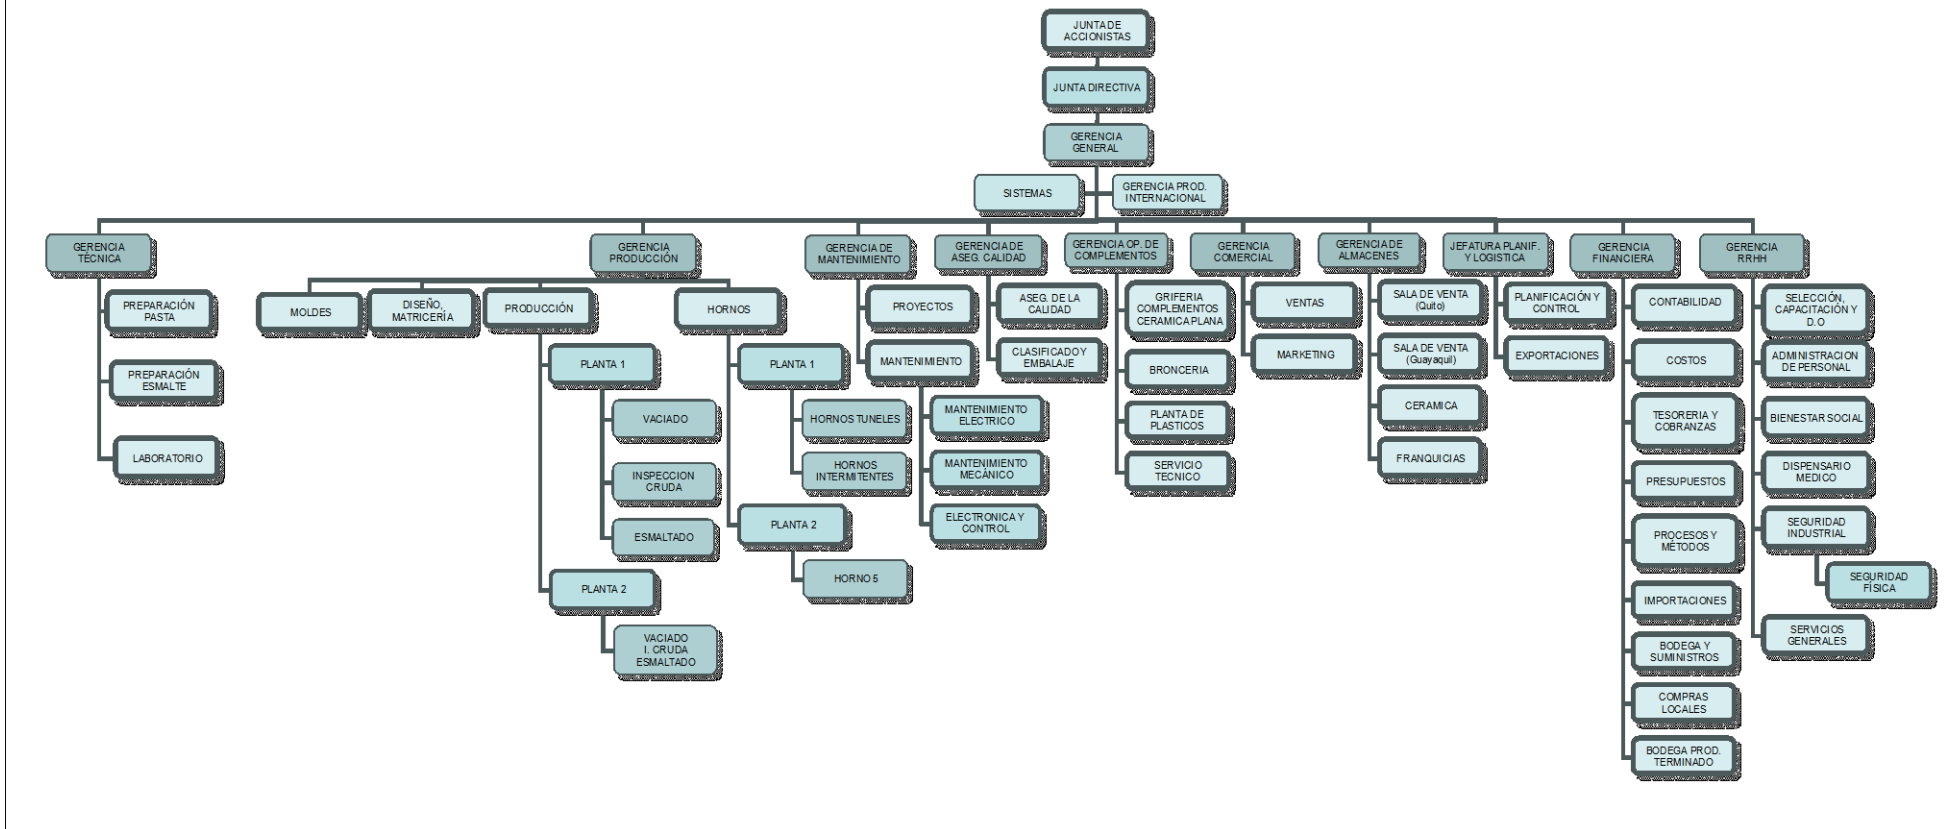 JUNTA DE
ACCIONISTAS
JUNTA DIRECTIVA
GERENCIA
GENERAL
SISTEMAS
GERENCIA PROD.
INTERNACIONAL
GERENCIA
TÉCNICA
PREPARACIÓN
PASTA
PREPARACIÓN
ESMALTE
LABORATORIO
GERENCIA
PRODUCCIÓN
MOLDES
DISEÑO,
MATRICERÍA
PRODUCCIÓN
PLANTA 1
VACIADO
INSPECCION
CRUDA
ESMALTADO
PLANTA 2
VACIADO
I. CRUDA
ESMALTADO
HORNOS
PLANTA 1
HORNOS TUNELES
HORNOS
INTERMITENTES
PLANTA 2
HORNO 5
GERENCIA DE
MANTENIMIENTO
PROYECTOS
MANTENIMIENTO
MANTENIMIENTO
ELECTRICO
MANTENIMIENTO
MECÁNICO
ELECTRONICA Y
CONTROL
GERENCIA DE
ASEG. CALIDAD
ASEG. DE LA
CALIDAD
CLASIFICADO Y
EMBALAJE
GERENCIA OP. DE
COMPLEMENTOS
GRIFERIA
COMPLEMENTOS
CERAMICA PLANA
BRONCERIA
PLANTA DE
PLASTICOS
SERVICIO
TECNICO
GERENCIA
COMERCIAL
VENTAS
MARKETING
GERENCIA DE
ALMACENES
SALA DE VENTA
(Quito)
SALA DE VENTA
(Guayaquil)
CERAMICA
FRANQUICIAS
JEFATURA PLANIF.
Y LOGISTICA
PLANIFICACIÓN Y
CONTROL
EXPORTACIONES
GERENCIA
FINANCIERA
CONTABILIDAD
COSTOS
TESORERIA Y
COBRANZAS
PRESUPUESTOS
PROCESOS Y
MÉTODOS
IMPORTACIONES
BODEGA Y
SUMINISTROS
COMPRAS
LOCALES
BODEGA PROD.
TERMINADO
GERENCIA
RRHH
SELECCIÓN,
CAPACITACIÓN Y
D.O
ADMINISTRACION
DE PERSONAL
BIENESTAR SOCIAL
DISPENSARIO
MEDICO
SEGURIDAD
INDUSTRIAL
SEGURIDAD
FÍSICA
SERVICIOS
GENERALES